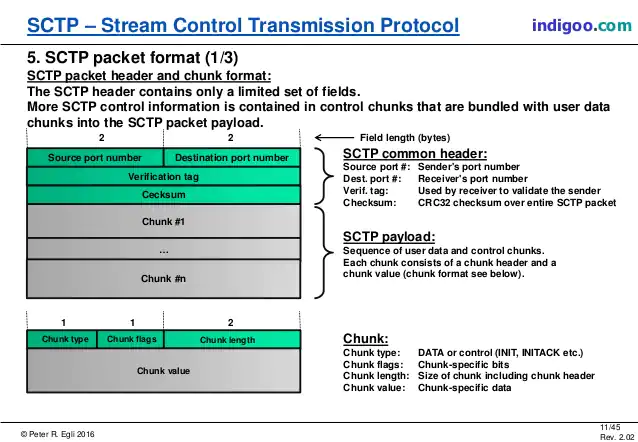 SCTP – Stream Control Transmission Protocol
indigoo.com
5. SCTP packet format (1/3)
SCTP packet header and chunk format:
The SCTP header contains only a limited set of fields.
More SCTP control information is contained in control chunks that are bundled with user data
chunks into the SCTP packet payload.
2 2 Field length (bytes)
Source port number Destination port number
Verification tag
Cecksum
Chunk #1
...
Chunk #n
SCTP common header:
Source port #: Sender's port number
Dest. port #: Receiver's port number
Verif. tag: Used by receiver to validate the sender
Checksum: CRC32 checksum over entire SCTP packet
SCTP payload:
Sequence of user data and control chunks.
Each chunk consists of a chunk header and a
chunk value (chunk format see below).
1 1 2
Chunk type Chunk flags Chunk length
Chunk value
Chunk:
Chunk type: DATA or control (INIT, INITACK etc.)
Chunk flags: Chunk-specific bits
Chunk length: Size of chunk including chunk header
Chunk value: Chunk-specific data
© Peter R. Egli 2016
11/45
Rev. 2.02